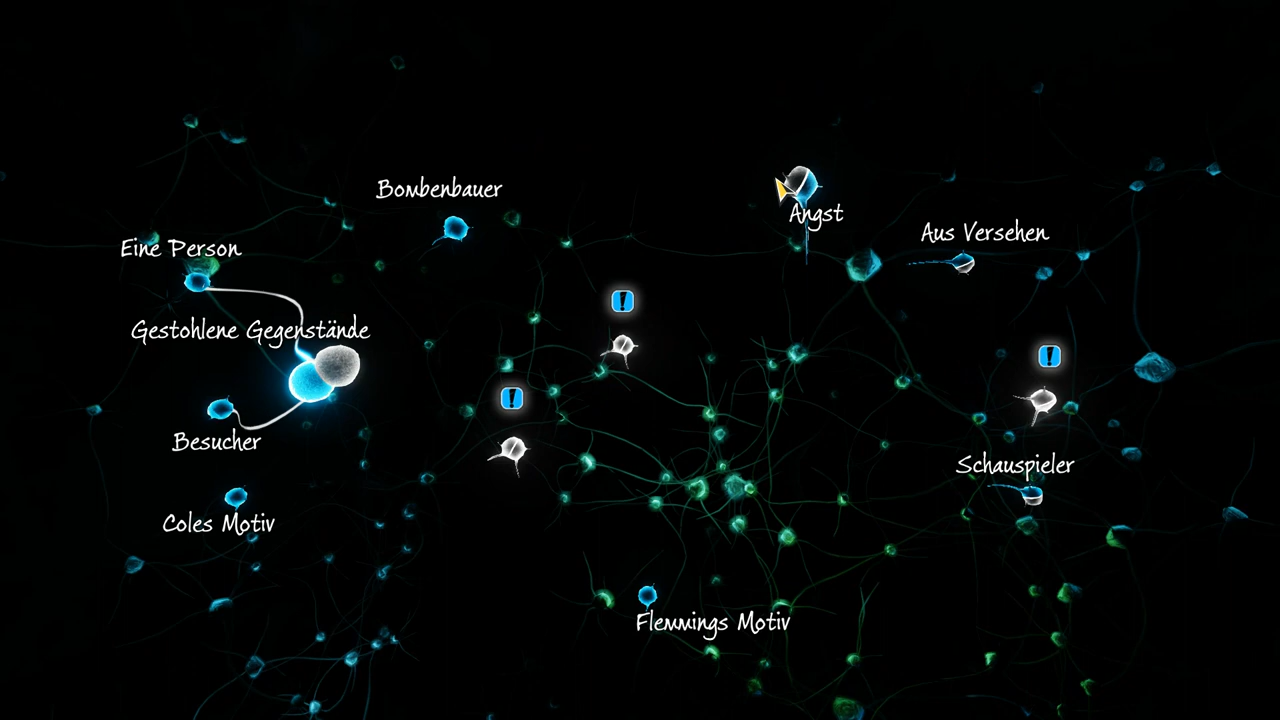 Bombenbauer
Angst
Aus Versehen
Eine Person
!
Gestohlene Gegenstände
!
!
Besucher
Schauspieler
Coles Motiv
Flemmings Motiv